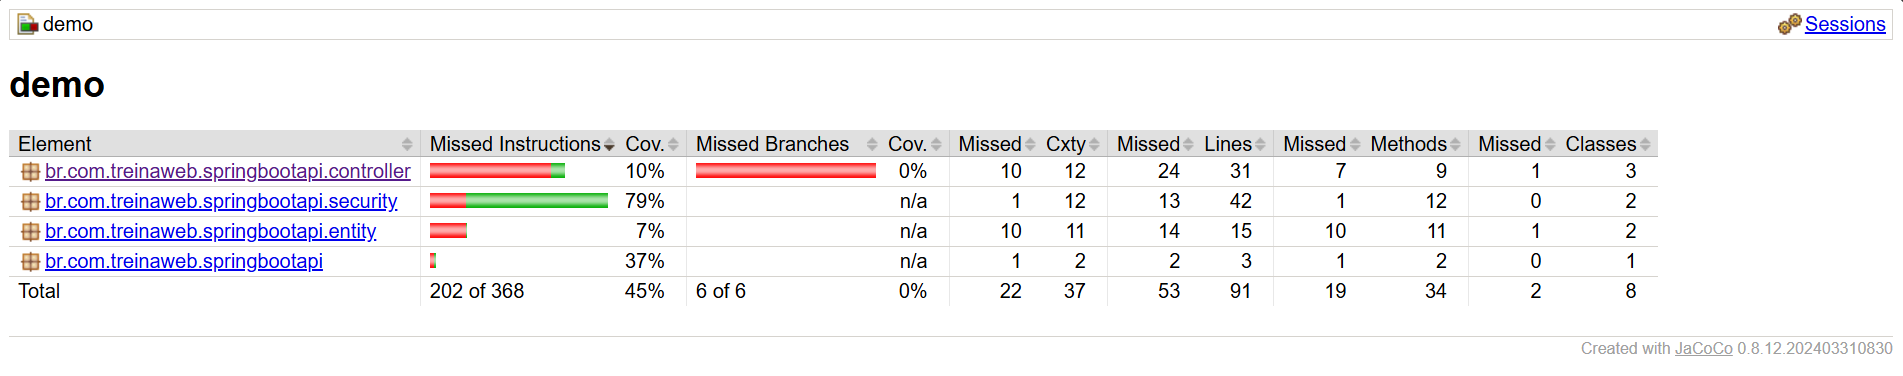 demo Sessions
demo
Element Missed Instructions Cov. Missed Branches Cov. Missed Cxty Missed Lines Missed Methods Missed Classes
br.com.treinaweb.springbootapi.controller 10% 0% 10 12 24 31 7 9 1 3
br.com.treinaweb.springbootapi.security 79% n/a 1 12 13 42 1 12 0 2
br.com.treinaweb.springbootapi.entity 7% n/a 10 11 14 15 10 11 1 2
br.com.treinaweb.springbootapi 37% n/a 1 2 2 3 1 2 0 1
Total 202 of 368 45% 6 of 6 0% 22 37 53 91 19 34 2 8
Created with JaCoCo 0.8.12.202403310830